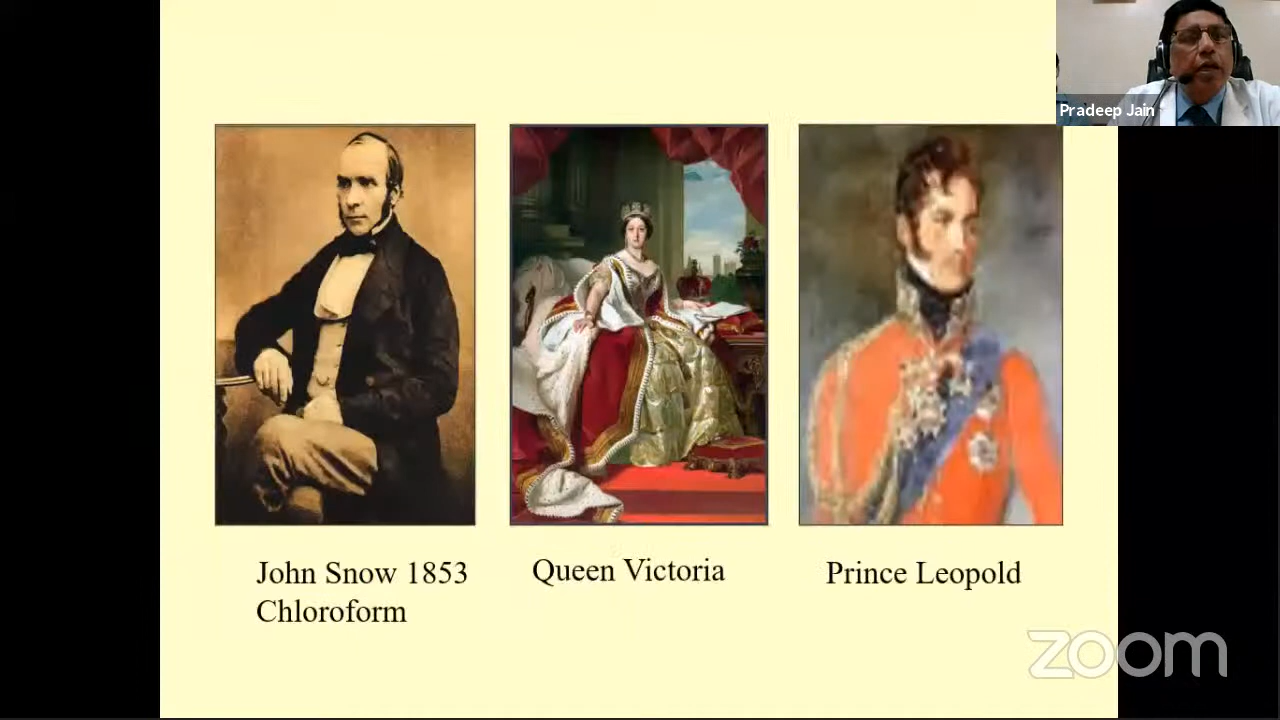 Pradeep Jain
John Snow 1853
Chloroform
Queen Victoria
Prince Leopold
zoom